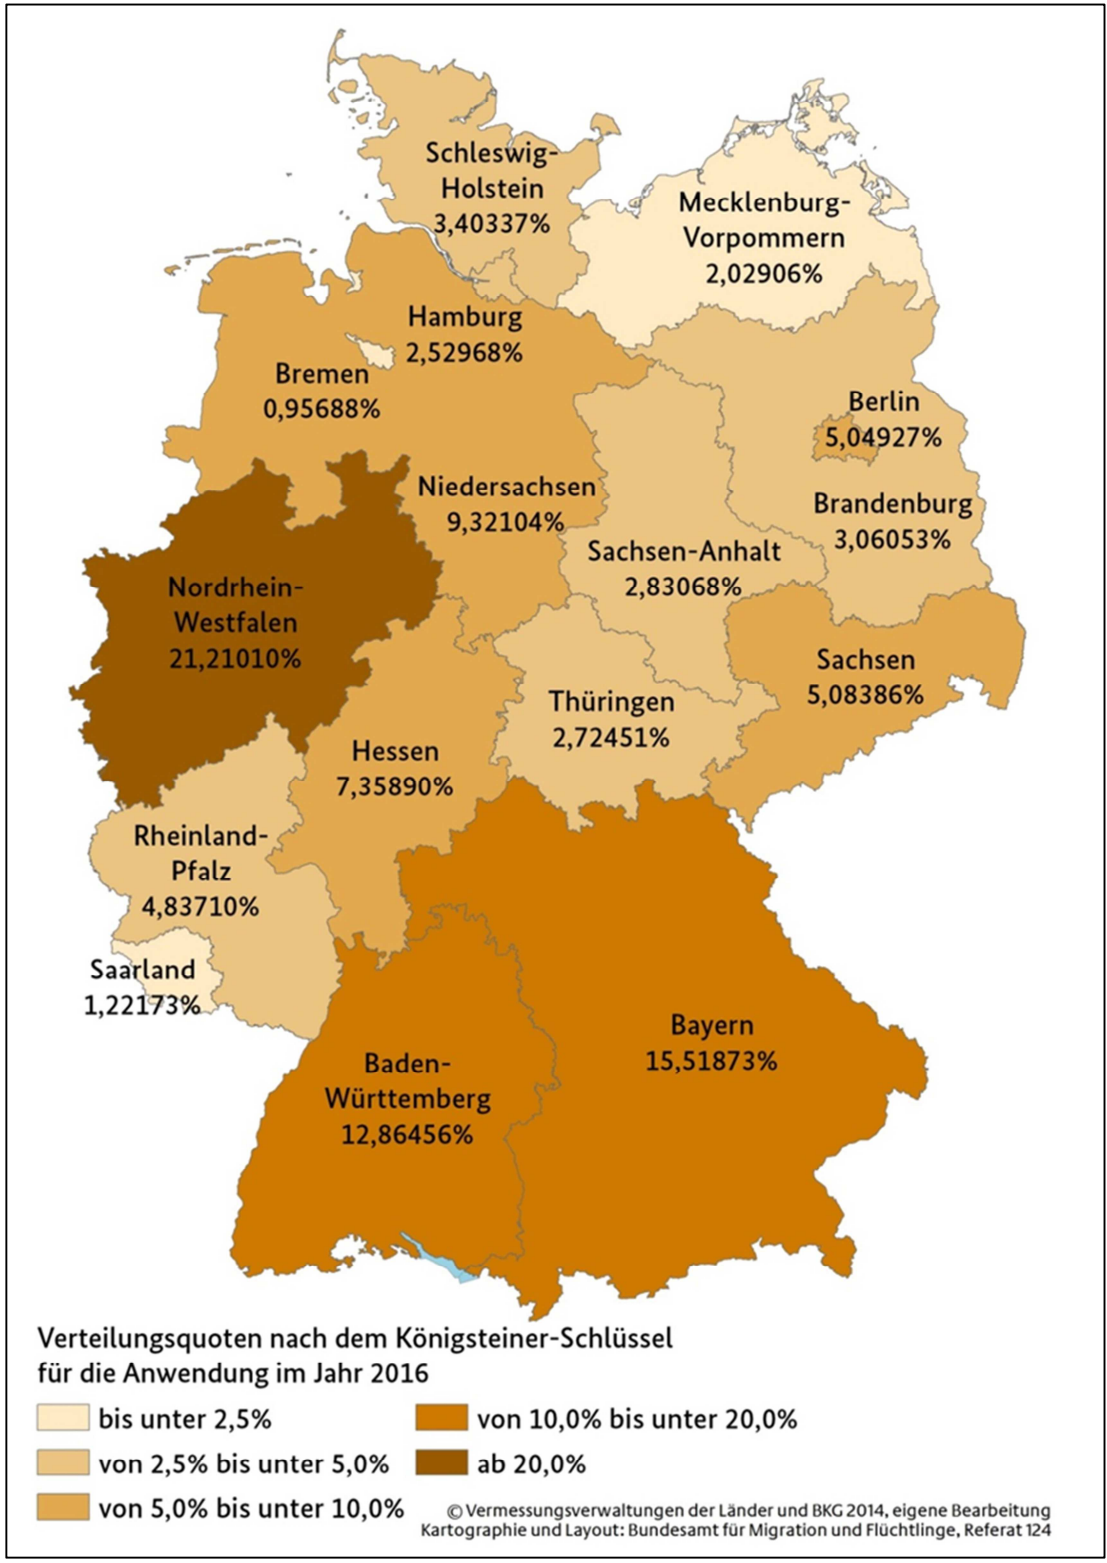 Schleswig-
Holstein
3,40337%
Mecklenburg-
Vorpommern
2,02906%
Hamburg
2,52968%
Bremen
0,95688%
Berlin
5,04927%
Niedersachsen
9,32104%
Brandenburg
3,06053%
Sachsen-Anhalt
2,83068%
Nordrhein-
Westfalen
21,21010%
Sachsen
5,08386%
Thüringen
2,72451%
Hessen
7,35890%
Rheinland-
Pfalz
4,83710%
Saarland
1,22173%
Bayern
15,51873%
Baden-
Württemberg
12,86456%
Verteilungsquoten nach dem Königsteiner-Schlüssel
für die Anwendung im Jahr 2016
bis unter 2,5%
von 2,5% bis unter 5,0%
von 5,0% bis unter 10,0%
von 10,0% bis unter 20,0%
ab 20,0%
© Vermessungsverwaltungen der Länder und BKG 2014, eigene Bearbeitung
Kartographie und Layout: Bundesamt für Migration und Flüchtlinge, Referat 124